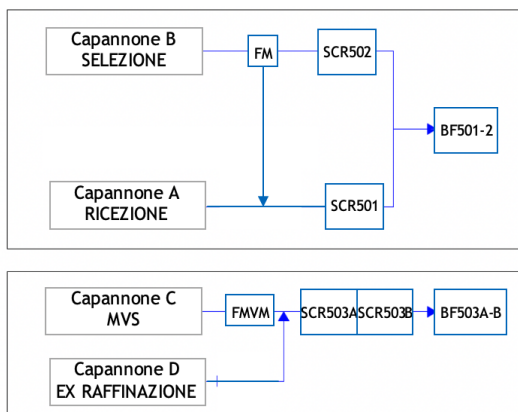 Capannone B
SELEZIONE
FM
SCR502
BF501-2
Capannone A
RICEZIONE
SCR501
Capannone C
MVS
FMVM
SCR503A
SCR503B
BF503A-B
Capannone D
EX RAFFINAZIONE